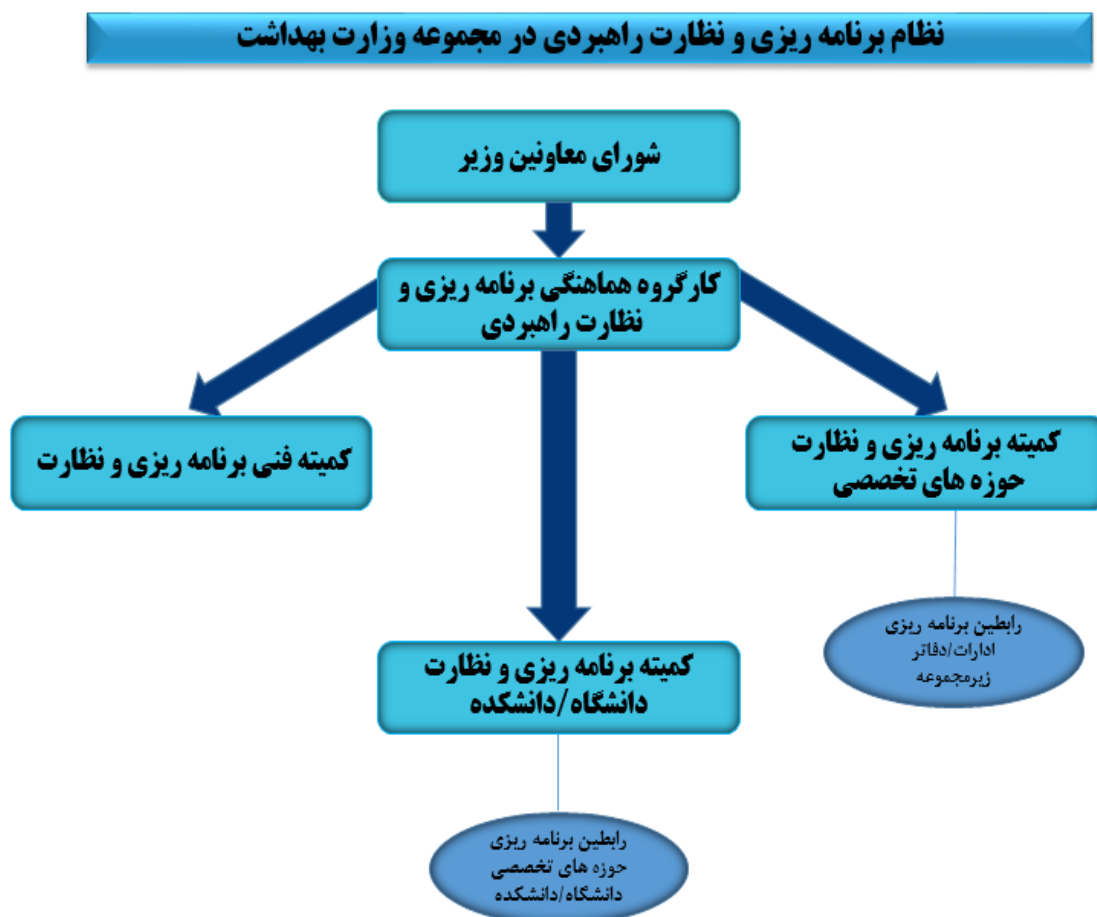 نظام برنامه ریزی و نظارت راهبردی در مجموعه وزارت بهداشت
شورای معاونین وزیر
کارگروه هماهنگی برنامه ریزی و
نظارت راهبردی
کمیته برنامه ریزی و نظارت
حوزه های تخصصی
کمیته فنی برنامه ریزی و نظارت
رابطین برنامه ریزی
ادارات/دفاتر
زیرمجموعه
کمیته برنامه ریزی و نظارت
دانشگاه/دانشکده
رابطین برنامه ریزی
حوزه های تخصصی
دانشگاه/دانشکده